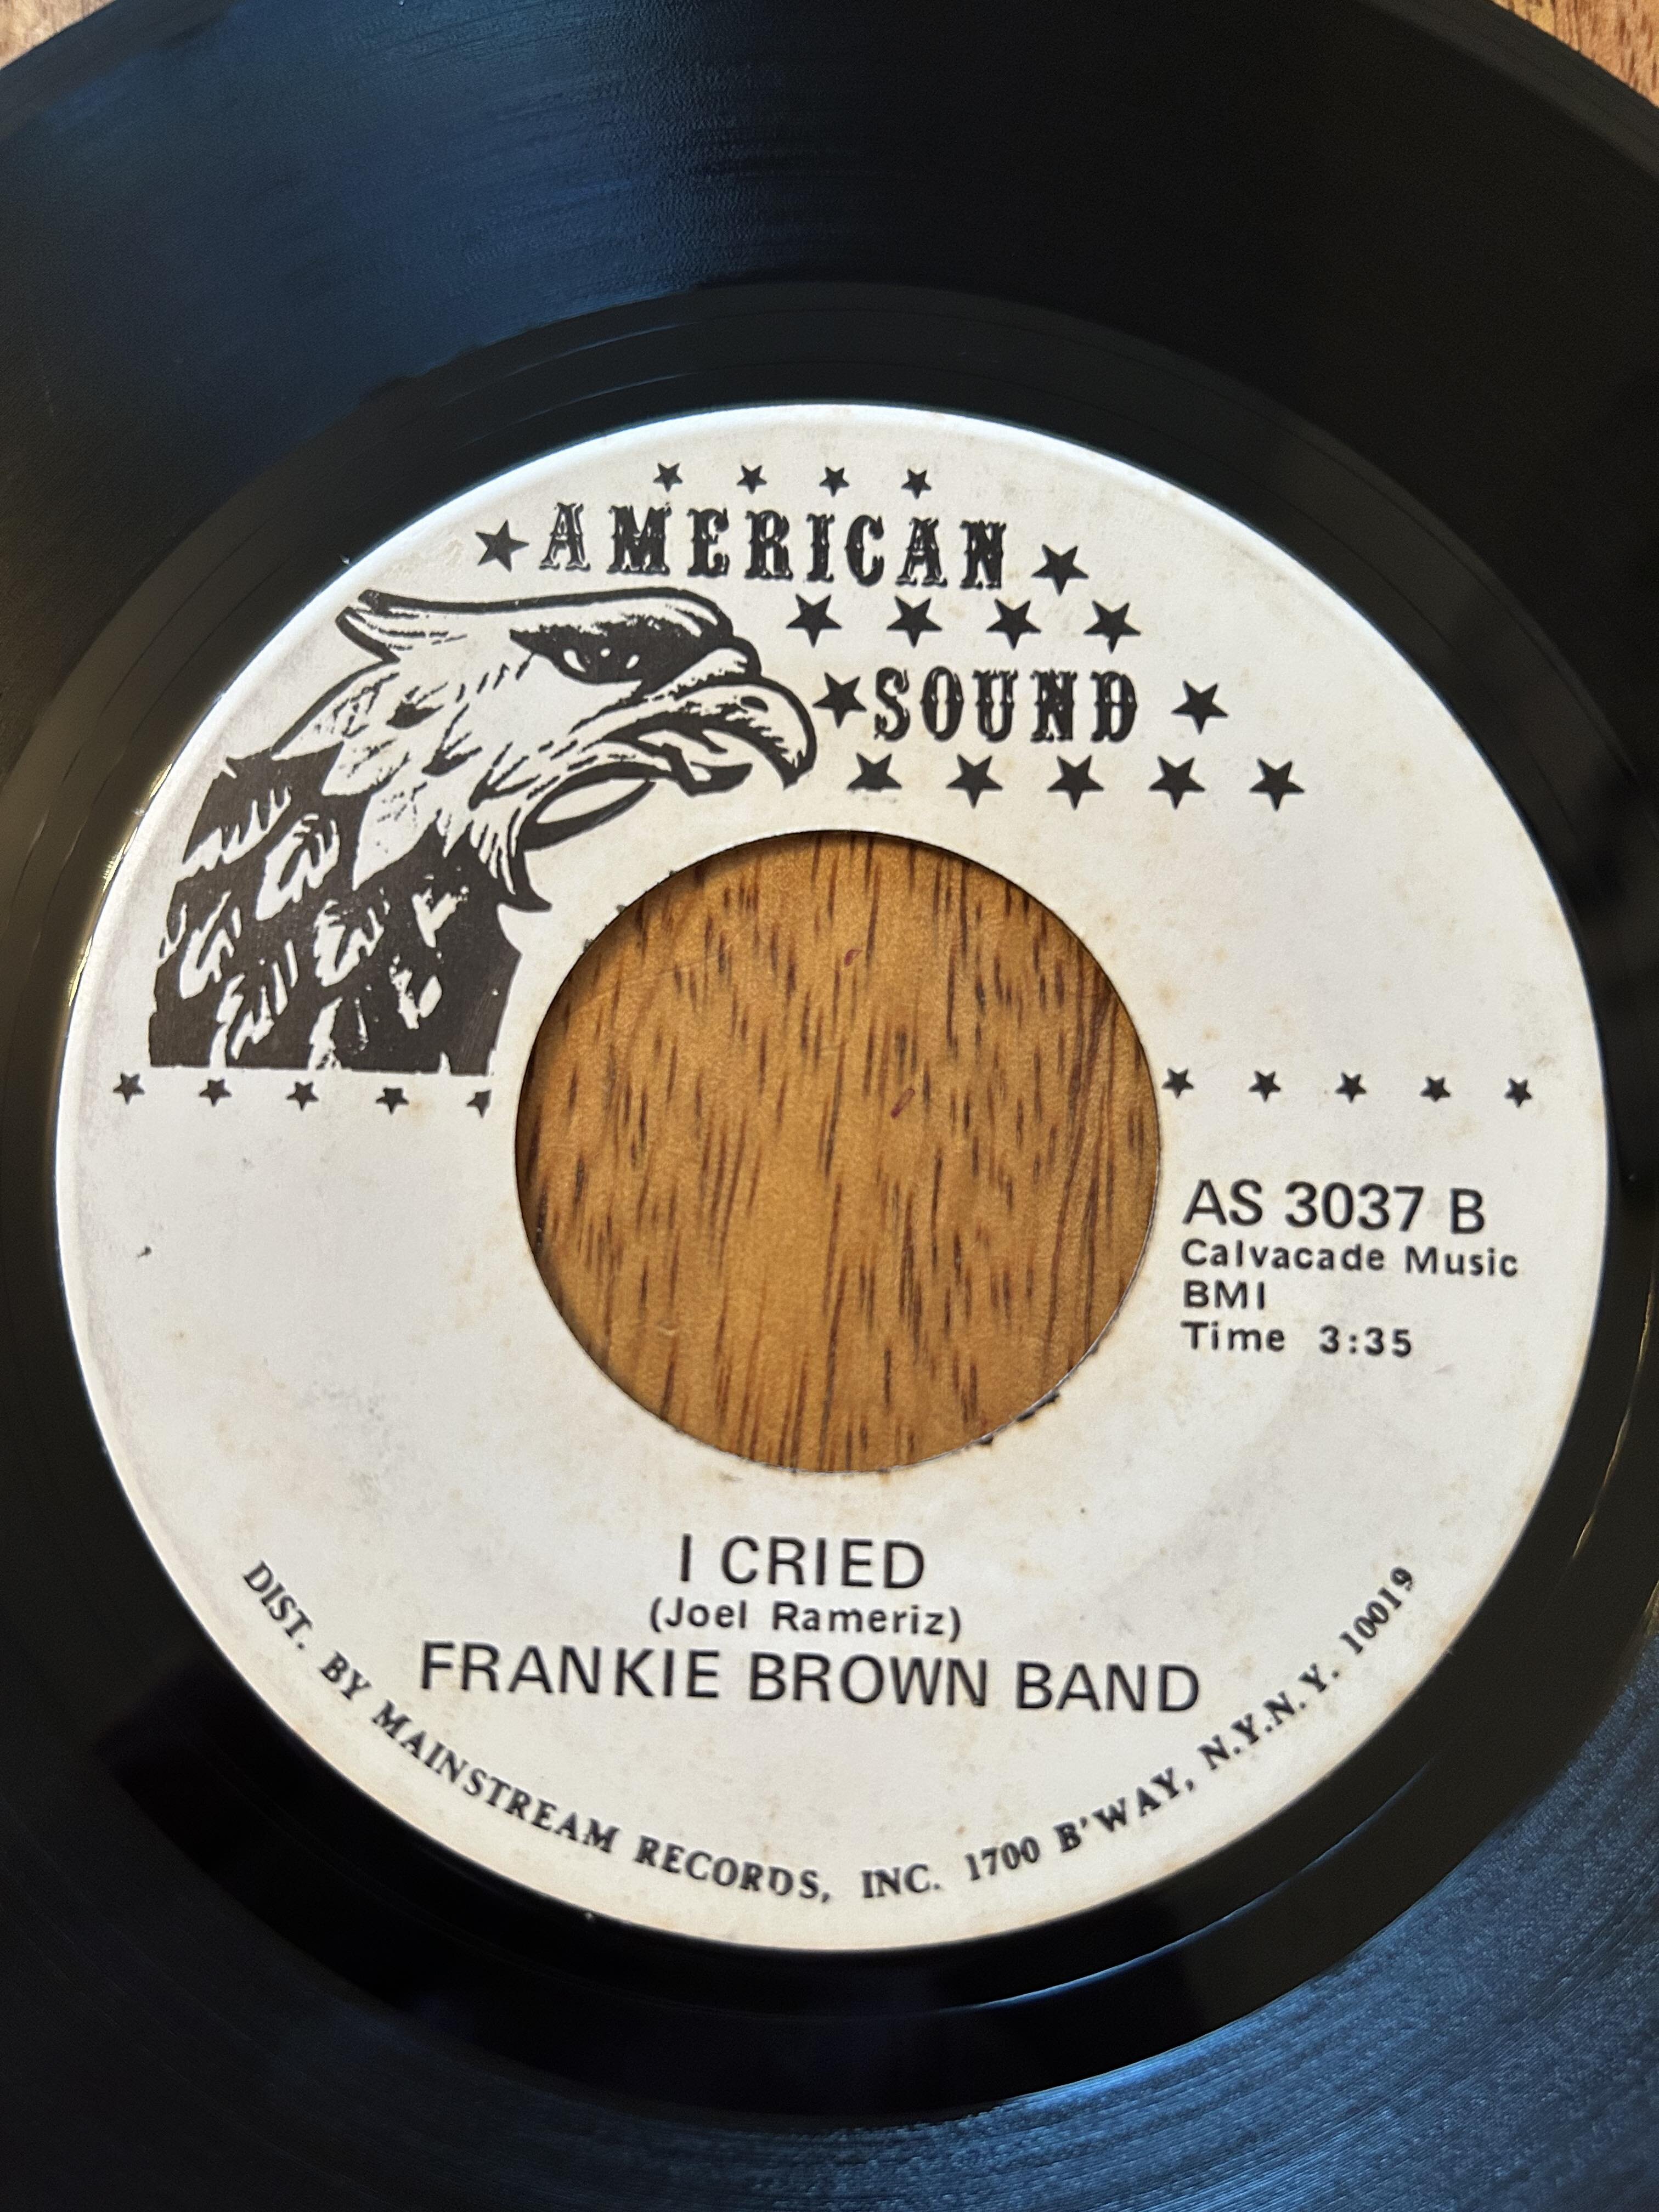 AMERICAN
SOUND
AS 3037 B
Calvacade Music
BMI
Time 3:35
I CRIED
(Joel Rameriz)
FRANKIE BROWN BAND
DIST. BY MAINSTREAM RECORDS, INC. 1700 B'WAY, N.Y.N.Y. 10019